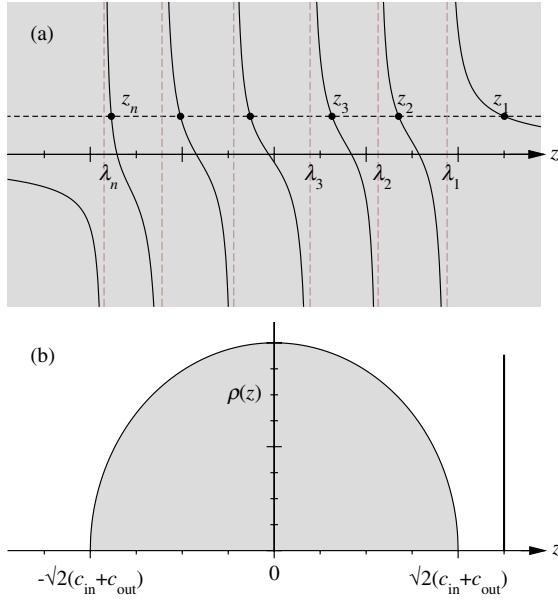 (a)
z_n z_3 z_2 z_1
z
λ_n λ_3 λ_2 λ_1
(b)
ρ(z)
z
-√2(c_in+c_out) 0 √2(c_in+c_out)